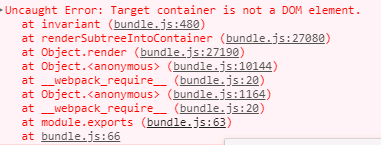 ▸Uncaught Error: Target container is not a DOM element.
at invariant (bundle.js:480)
at renderSubtreeIntoContainer (bundle.js:27080)
at Object.render (bundle.js:27190)
at Object.<anonymous> (bundle.js:10144)
at __webpack_require__ (bundle.js:20)
at Object.<anonymous> (bundle.js:1164)
at __webpack_require__ (bundle.js:20)
at module.exports (bundle.js:63)
at bundle.js:66